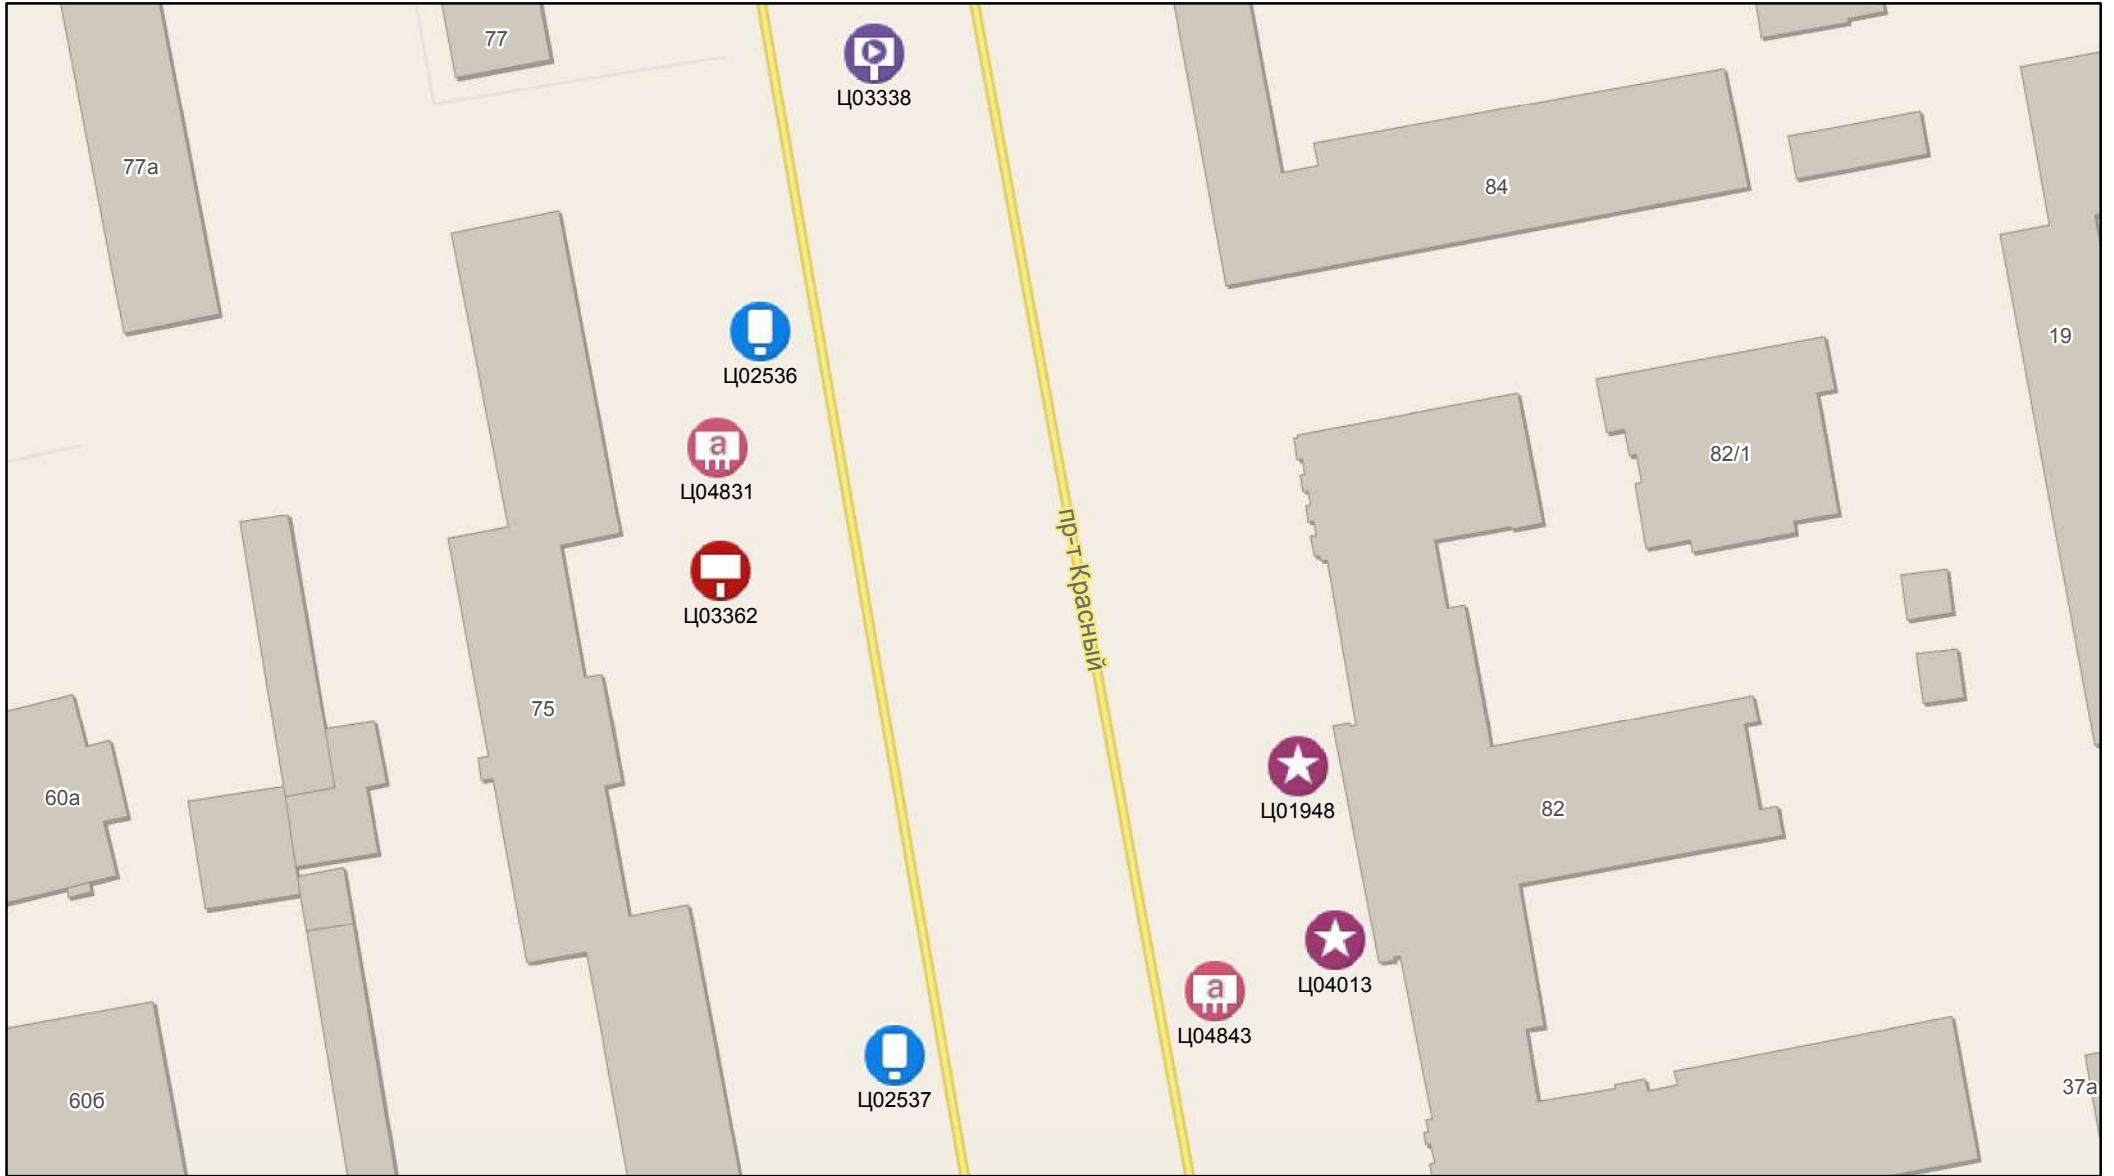 77
Ц03338
77а
84
19
Ц02536
82/1
Ц04831
пр-т Красный
Ц03362
75
60а
Ц01948
82
Ц04013
Ц04843
60б
Ц02537
37а